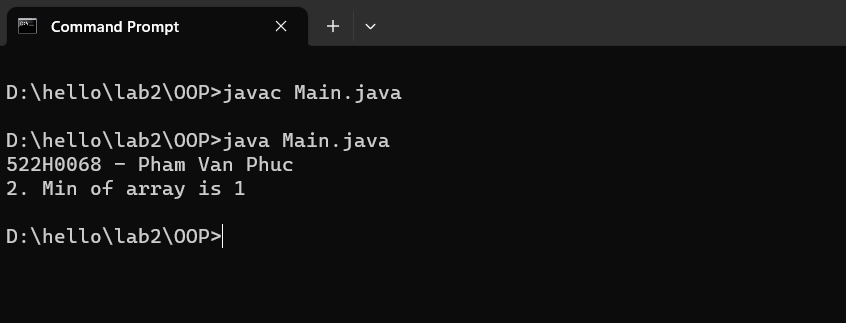 Command Prompt
D:\hello\lab2\OOP>javac Main.java
D:\hello\lab2\OOP>java Main.java
522H0068 - Pham Van Phuc
2. Min of array is 1
D:\hello\lab2\OOP>